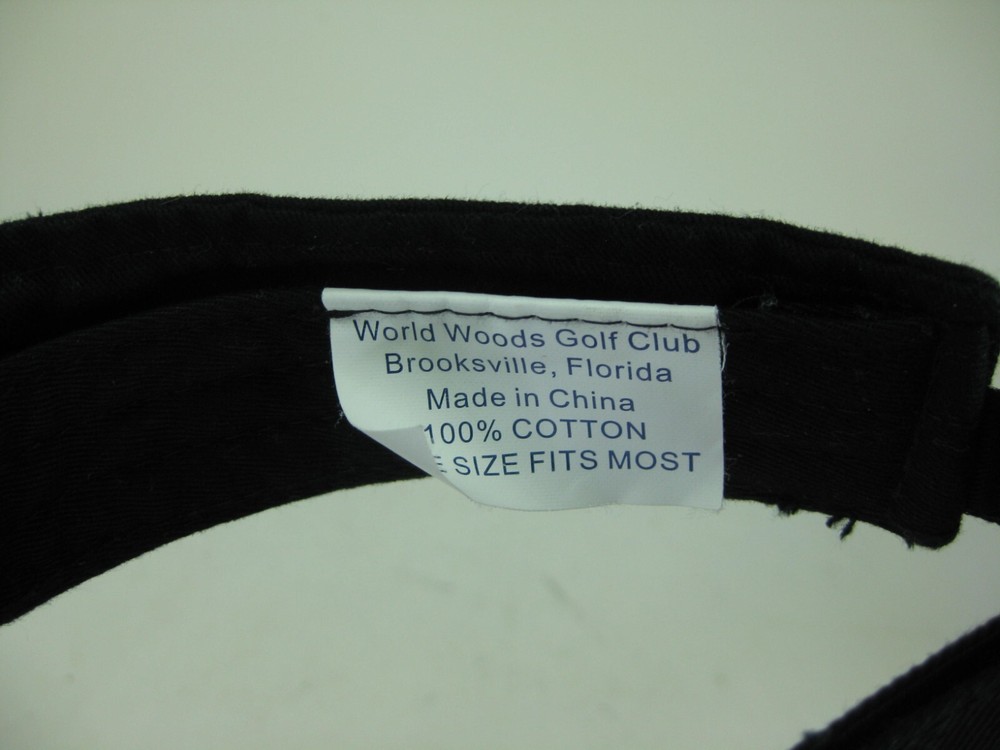 World Woods Golf Club
Brooksville, Florida
Made in China
100% COTTON
SIZE FITS MOST